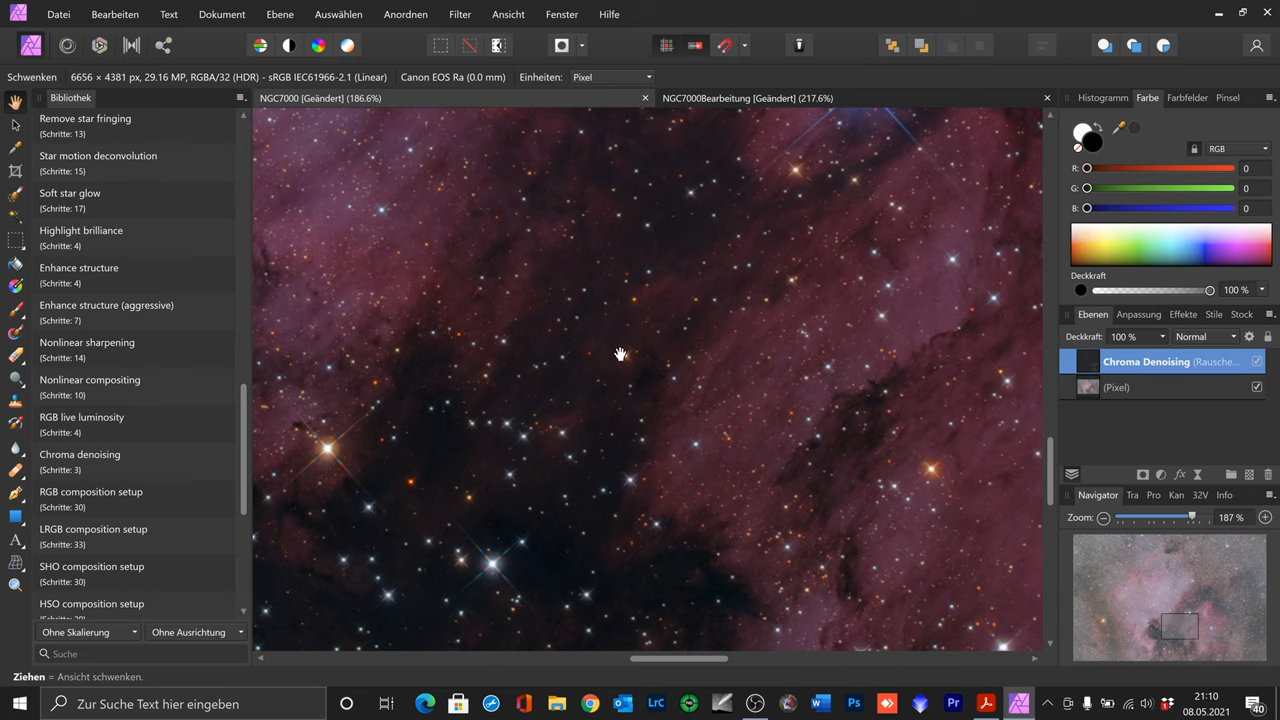 Datei Bearbeiten Text Dokument Ebene Auswählen Anordnen Filter Ansicht Fenster Hilfe
Schwenken 6656 × 4381 px, 29.16 MP, RGBA/32 (HDR) - sRGB IEC61966-2.1 (Linear) Canon EOS Ra (0.0 mm) Einheiten: Pixel
Bibliothek
NGC7000 [Geändert] (186.6%)
NGC7000Bearbeitung [Geändert] (217.6%)
Histogramm Farbe Farbfelder Pinsel
Remove star fringing
{Schritte: 13}
Star motion deconvolution
{Schritte: 15}
Soft star glow
{Schritte: 17}
Highlight brilliance
{Schritte: 4}
Enhance structure
{Schritte: 4}
Enhance structure (aggressive)
{Schritte: 7}
Nonlinear sharpening
{Schritte: 14}
Nonlinear compositing
{Schritte: 10}
RGB live luminosity
{Schritte: 4}
Chroma denoising
{Schritte: 3}
RGB composition setup
{Schritte: 30}
LRGB composition setup
{Schritte: 33}
SHO composition setup
{Schritte: 30}
HSO composition setup
Ohne Skalierung Ohne Ausrichtung
Suche
RGB
R: 0
G: 0
B: 0
Deckkraft
100 %
Ebenen Anpassung Effekte Stile Stock
Deckkraft: 100 % Normal
Chroma Denoising (Rausche...
(Pixel)
Navigator Tra Pro Kan 32V Info
Zoom: 187 %
Ziehen = Ansicht schwenken.
Zur Suche Text hier eingeben
LrC
Ps
Pr
21:10
08.05.2021
40